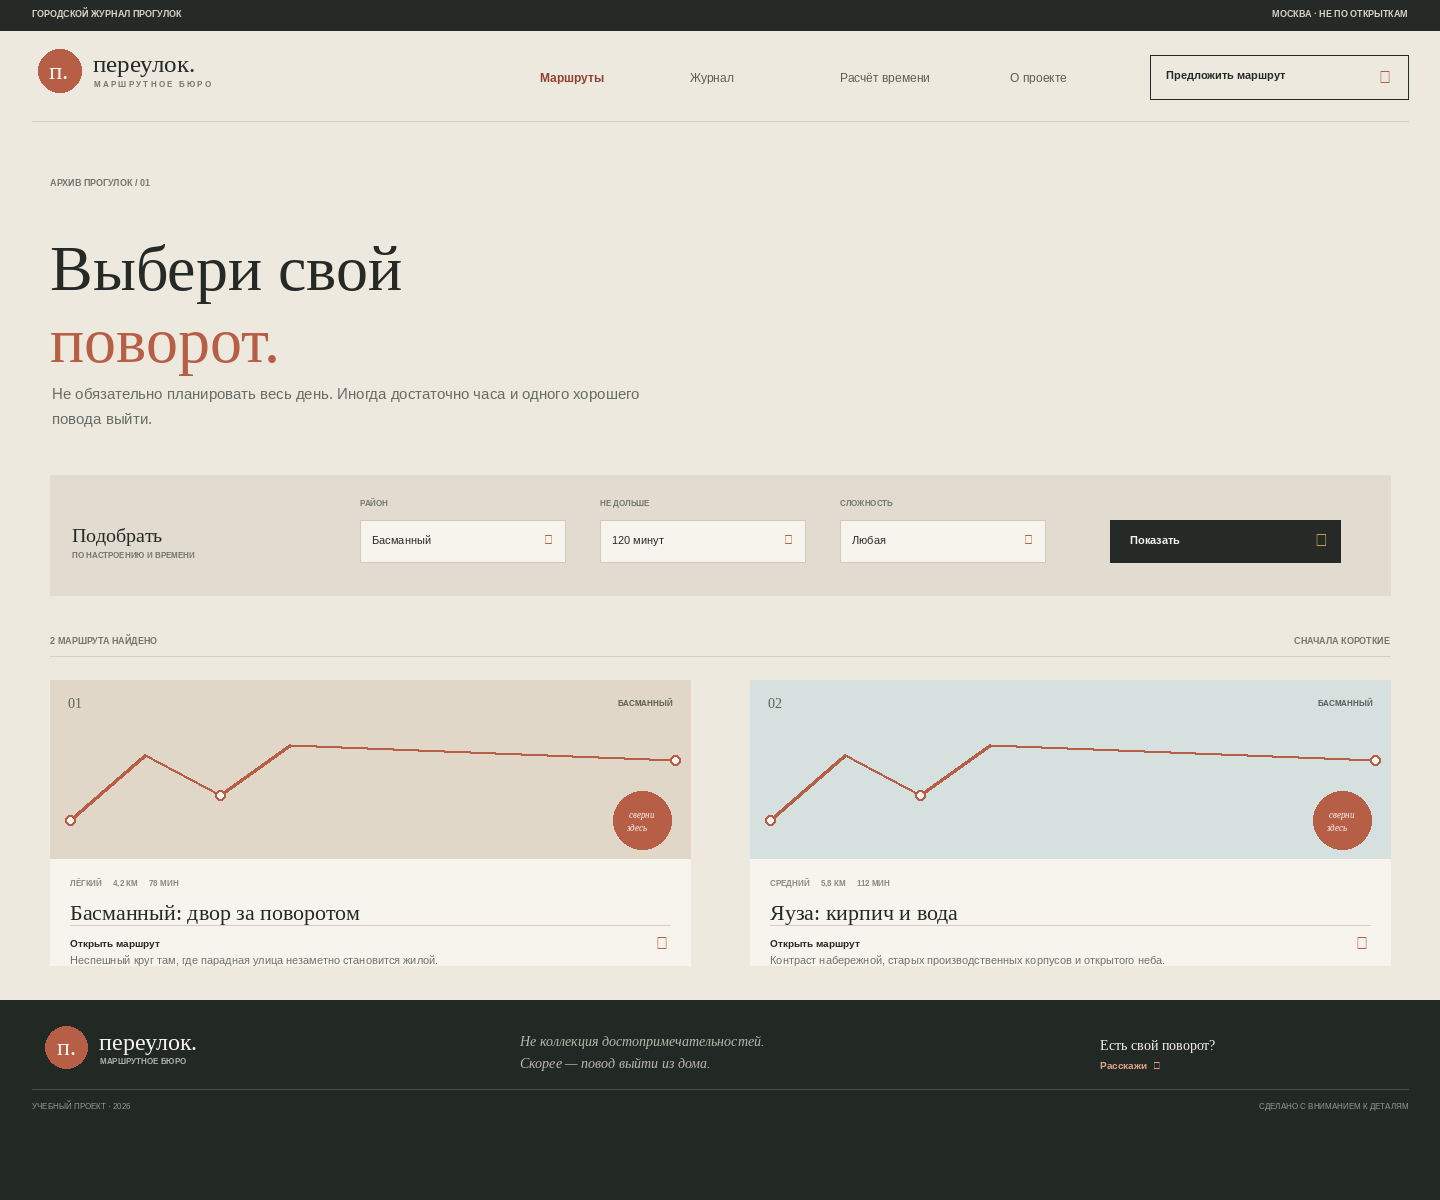 ГОРОДСКОЙ ЖУРНАЛ ПРОГУЛОК
МОСКВА · НЕ ПО ОТКРЫТКАМ
п.
переулок.
МАРШРУТНОЕ БЮРО
Маршруты
Журнал
Расчёт времени
О проекте
Предложить маршрут
АРХИВ ПРОГУЛОК / 01
Выбери свой
поворот.
Не обязательно планировать весь день. Иногда достаточно часа и одного хорошего
повода выйти.
Подобрать
ПО НАСТРОЕНИЮ И ВРЕМЕНИ
РАЙОН
Басманный
НЕ ДОЛЬШЕ
120 минут
СЛОЖНОСТЬ
Любая
Показать
2 МАРШРУТА НАЙДЕНО
СНАЧАЛА КОРОТКИЕ
01
БАСМАННЫЙ
сверни
здесь
ЛЁГКИЙ 4,2 КМ 78 МИН
Басманный: двор за поворотом
Открыть маршрут
Неспешный круг там, где парадная улица незаметно становится жилой.
02
БАСМАННЫЙ
сверни
здесь
СРЕДНИЙ 5,8 КМ 112 МИН
Яуза: кирпич и вода
Открыть маршрут
Контраст набережной, старых производственных корпусов и открытого неба.
п.
переулок.
МАРШРУТНОЕ БЮРО
Не коллекция достопримечательностей.
Скорее — повод выйти из дома.
Есть свой поворот?
Расскажи
УЧЕБНЫЙ ПРОЕКТ · 2026
СДЕЛАНО С ВНИМАНИЕМ К ДЕТАЛЯМ